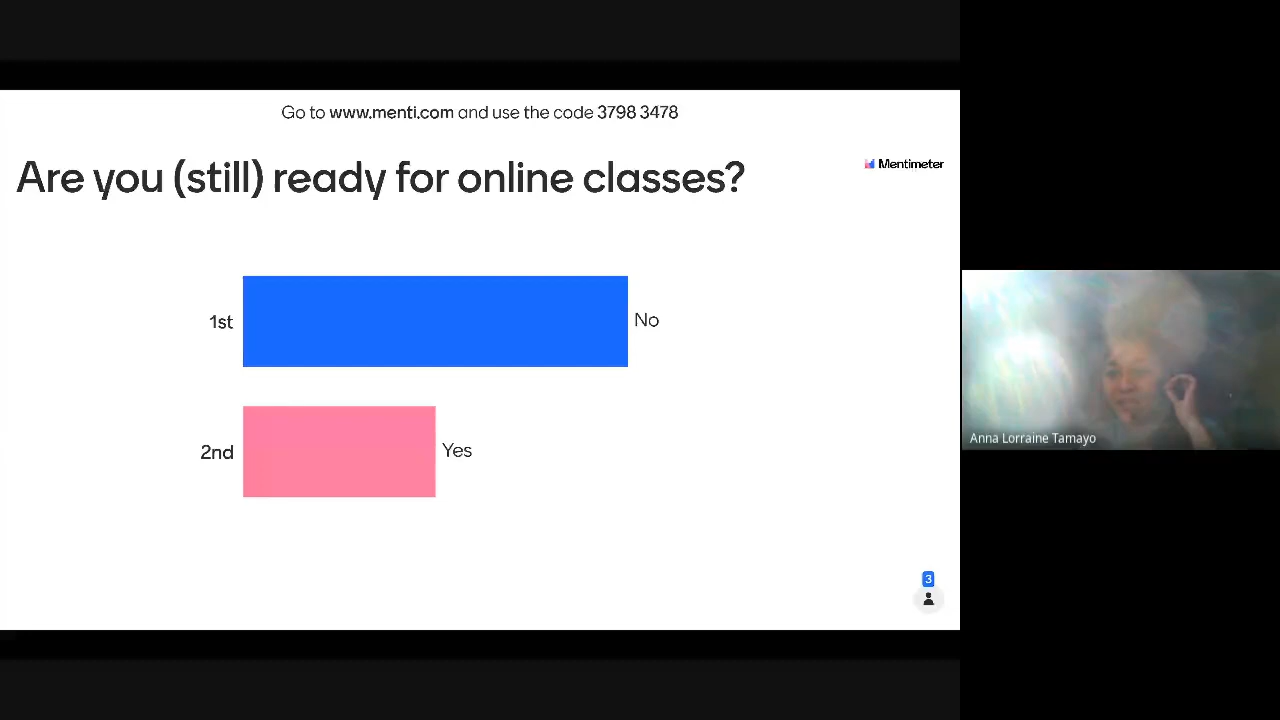 Go to www.menti.com and use the code 3798 3478
Are you (still) ready for online classes?
Mentimeter
1st
No
2nd
Yes
Anna Lorraine Tamayo
3